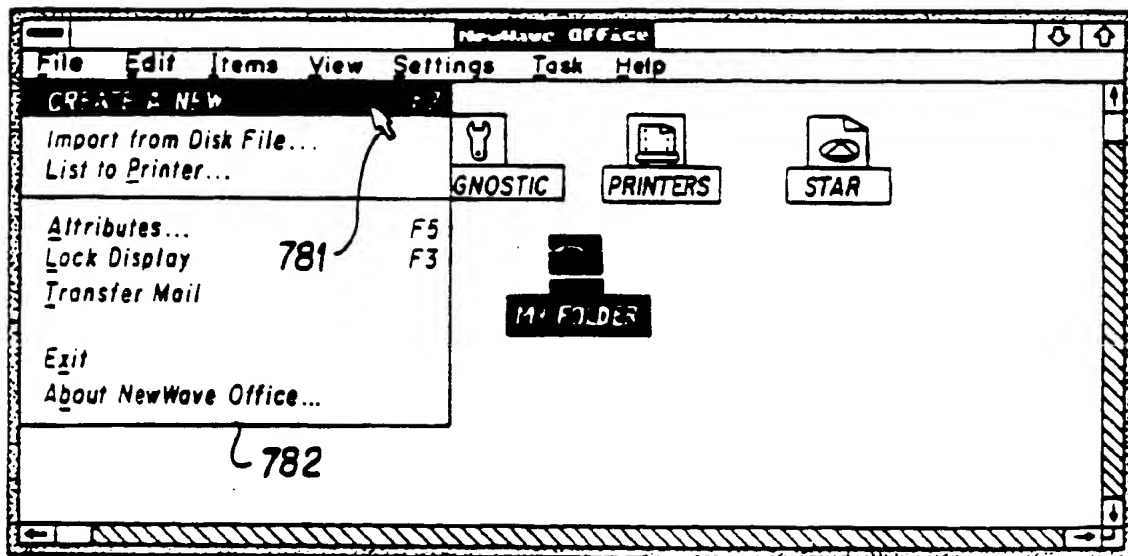 NewWave Office
File Edit Items View Settings Task Help
CREATE A NEW
Import from Disk File...
List to Printer...
GNOSTIC PRINTERS STAR
Attributes... F5
Lock Display 781 F3
Transfer Mail
MY FOLDER
Exit
About NewWave Office...
782